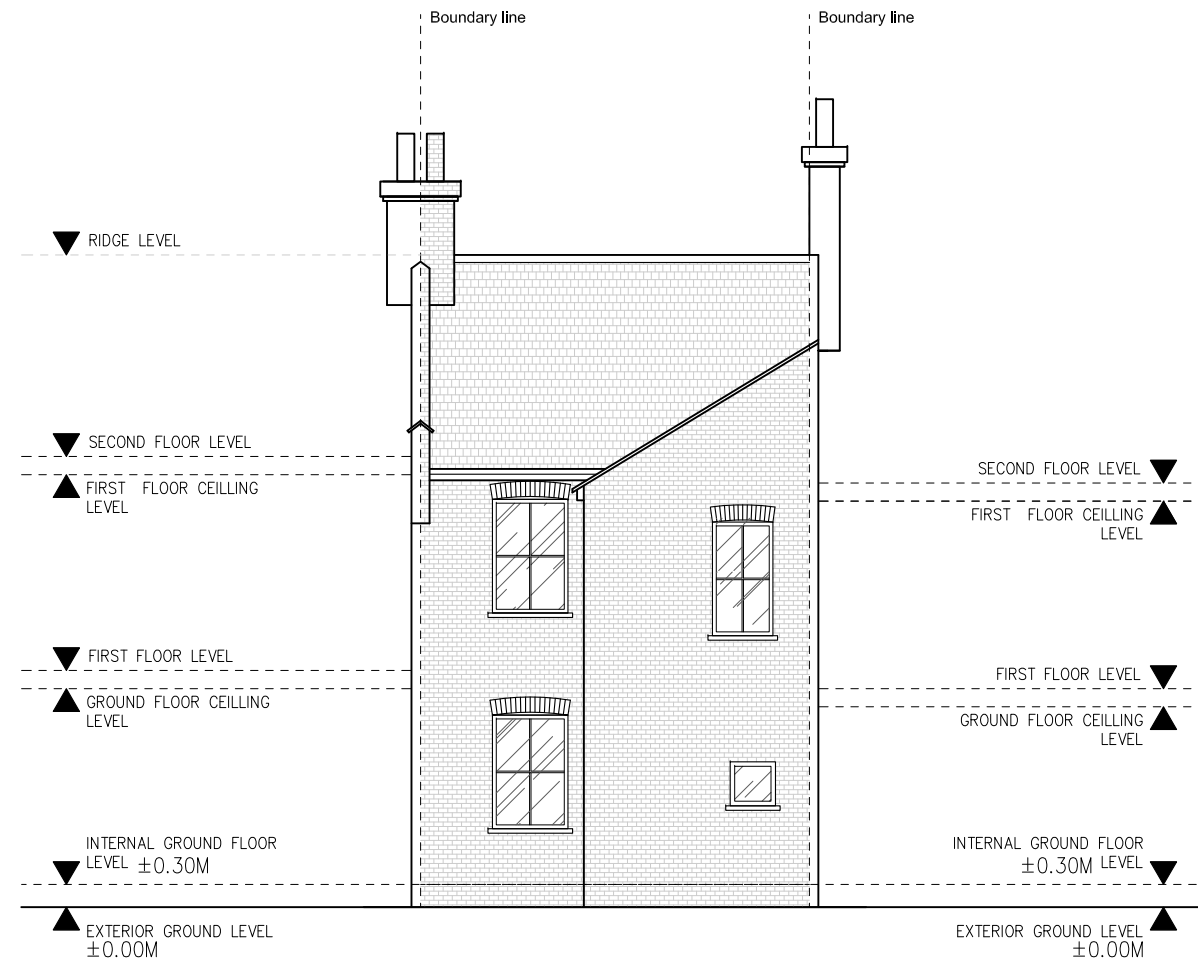 Boundary line
Boundary line
RIDGE LEVEL
SECOND FLOOR LEVEL
FIRST FLOOR CEILLING
LEVEL
SECOND FLOOR LEVEL
FIRST FLOOR CEILLING
LEVEL
FIRST FLOOR LEVEL
GROUND FLOOR CEILLING
LEVEL
FIRST FLOOR LEVEL
GROUND FLOOR CEILLING
LEVEL
INTERNAL GROUND FLOOR
LEVEL ±0.30M
INTERNAL GROUND FLOOR
±0.30M LEVEL
EXTERIOR GROUND LEVEL
±0.00M
EXTERIOR GROUND LEVEL
±0.00M